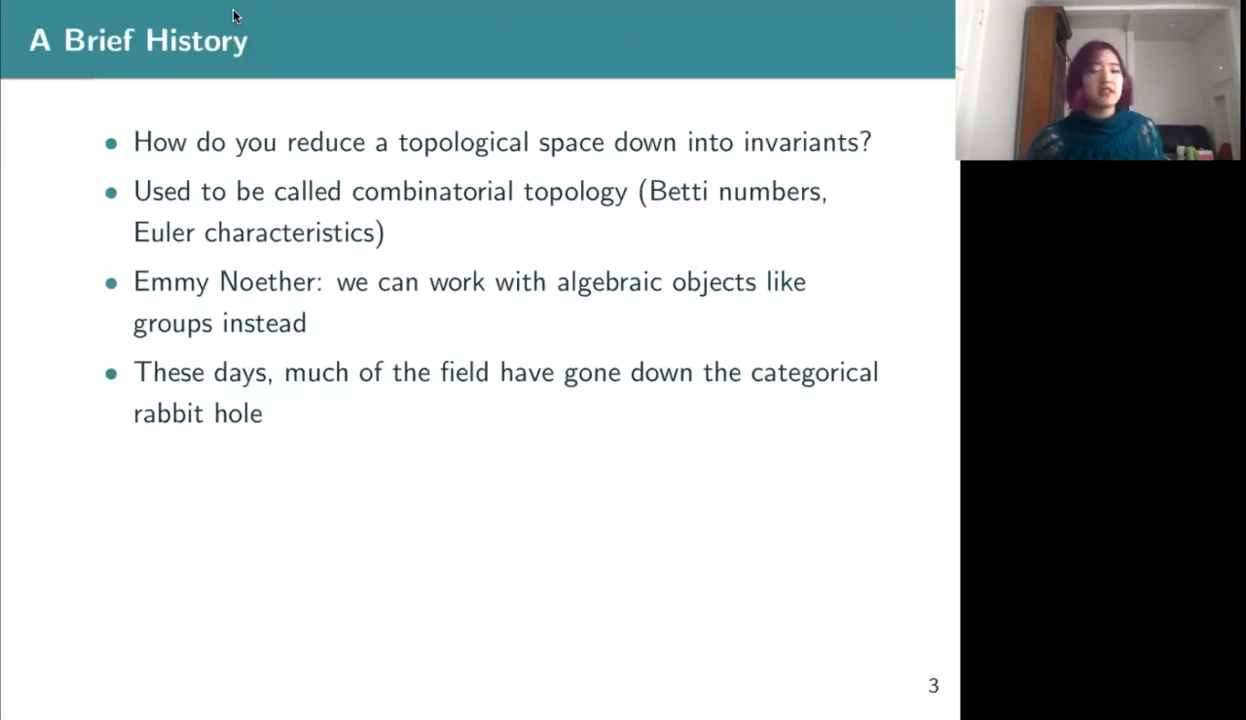 A Brief History
• How do you reduce a topological space down into invariants?
• Used to be called combinatorial topology (Betti numbers,
Euler characteristics)
• Emmy Noether: we can work with algebraic objects like
groups instead
• These days, much of the field have gone down the categorical
rabbit hole
3